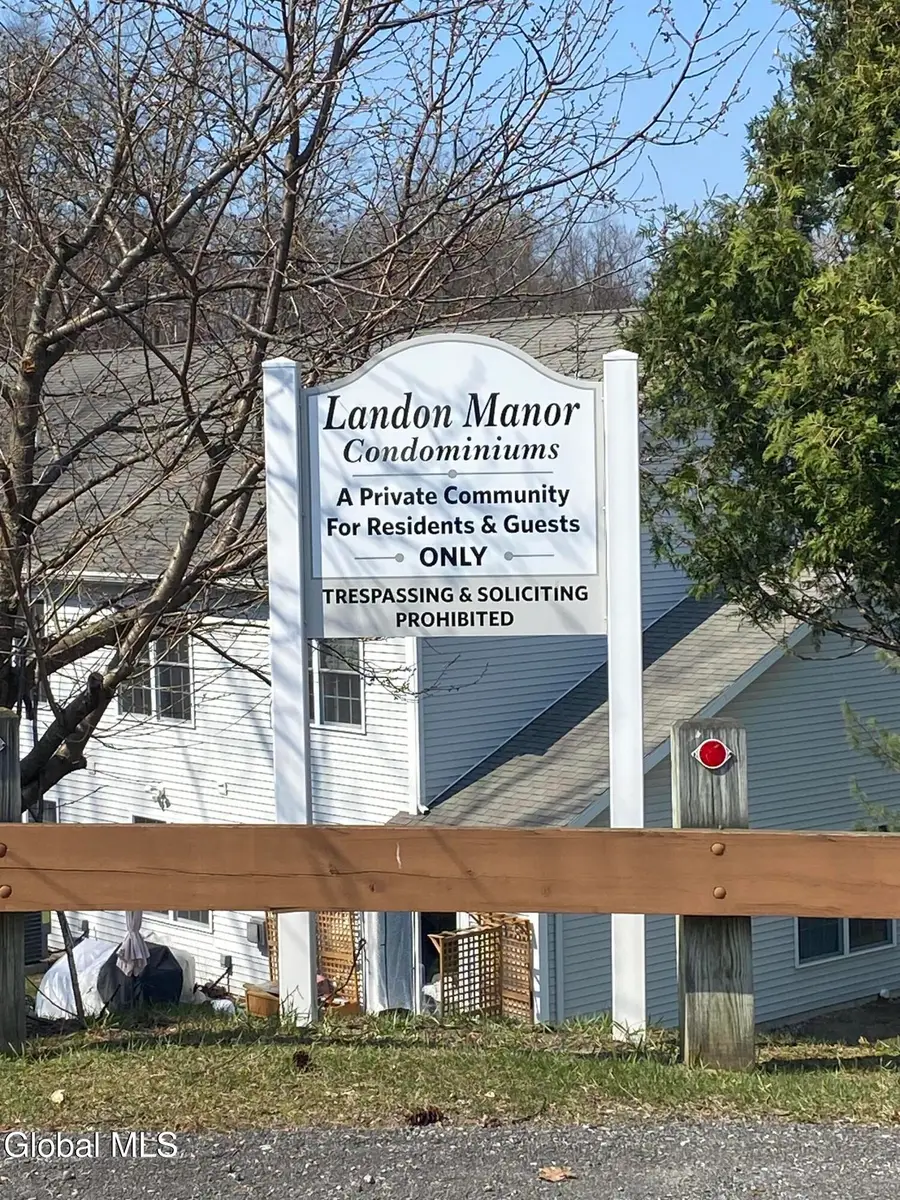 Landon Manor
Condominiums
A Private Community
For Residents & Guests
ONLY
TRESPASSING & SOLICITING
PROHIBITED
Global MLS